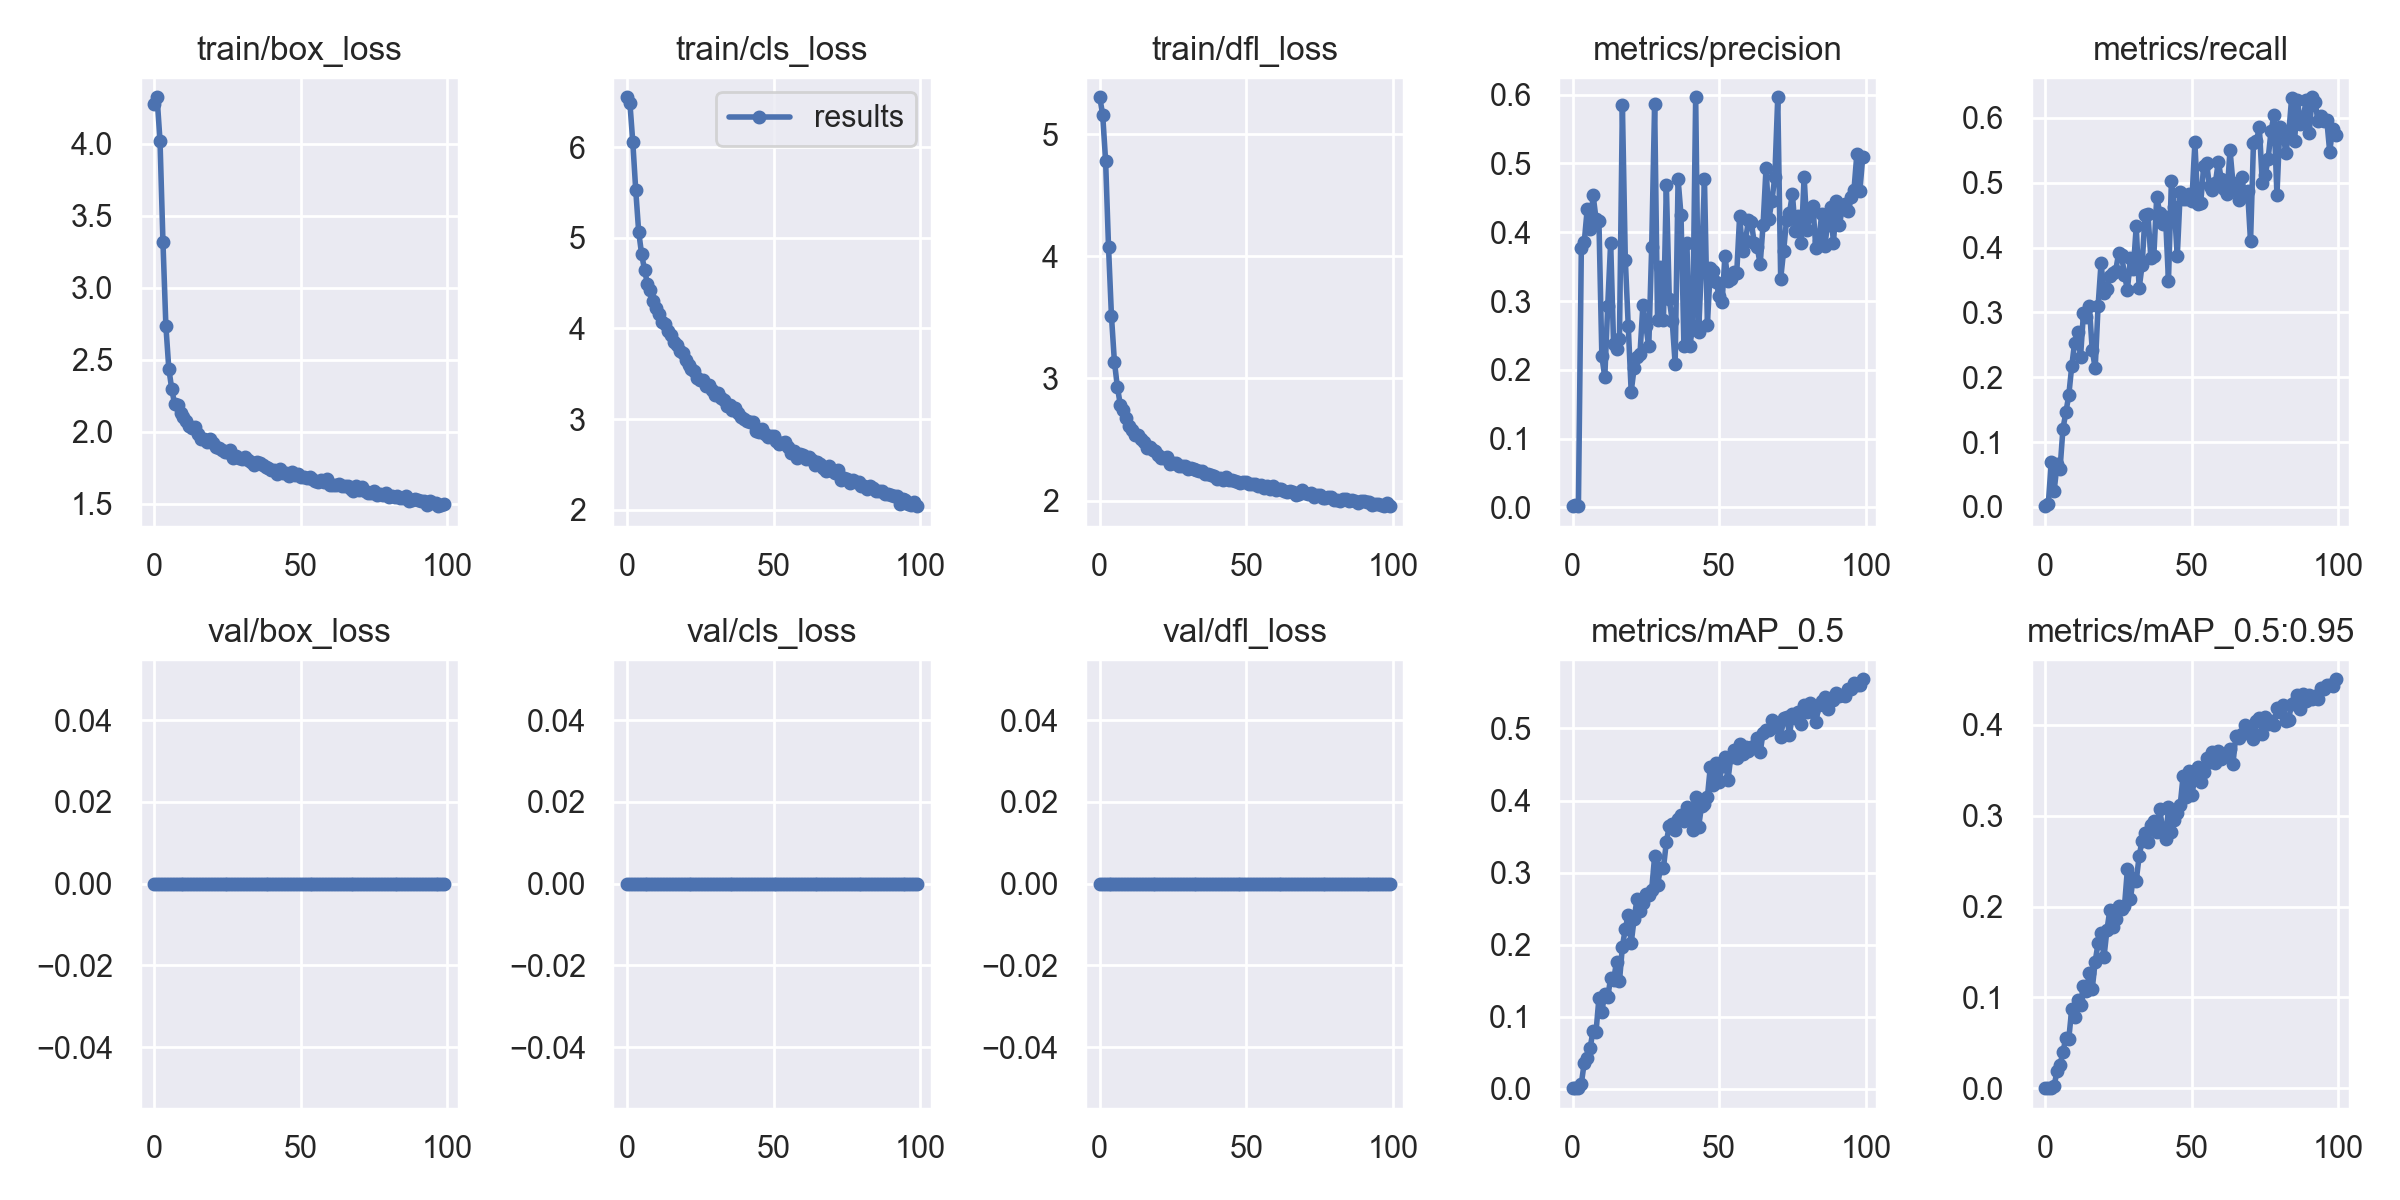 train/box_loss
4.0
3.5
3.0
2.5
2.0
1.5
0 50 100
train/cls_loss
results
6
5
4
3
2
0 50 100
train/dfl_loss
5
4
3
2
0 50 100
metrics/precision
0.6
0.5
0.4
0.3
0.2
0.1
0.0
0 50 100
metrics/recall
0.6
0.5
0.4
0.3
0.2
0.1
0.0
0 50 100
val/box_loss
0.04
0.02
0.00
−0.02
−0.04
0 50 100
val/cls_loss
0.04
0.02
0.00
−0.02
−0.04
0 50 100
val/dfl_loss
0.04
0.02
0.00
−0.02
−0.04
0 50 100
metrics/mAP_0.5
0.5
0.4
0.3
0.2
0.1
0.0
0 50 100
metrics/mAP_0.5:0.95
0.4
0.3
0.2
0.1
0.0
0 50 100